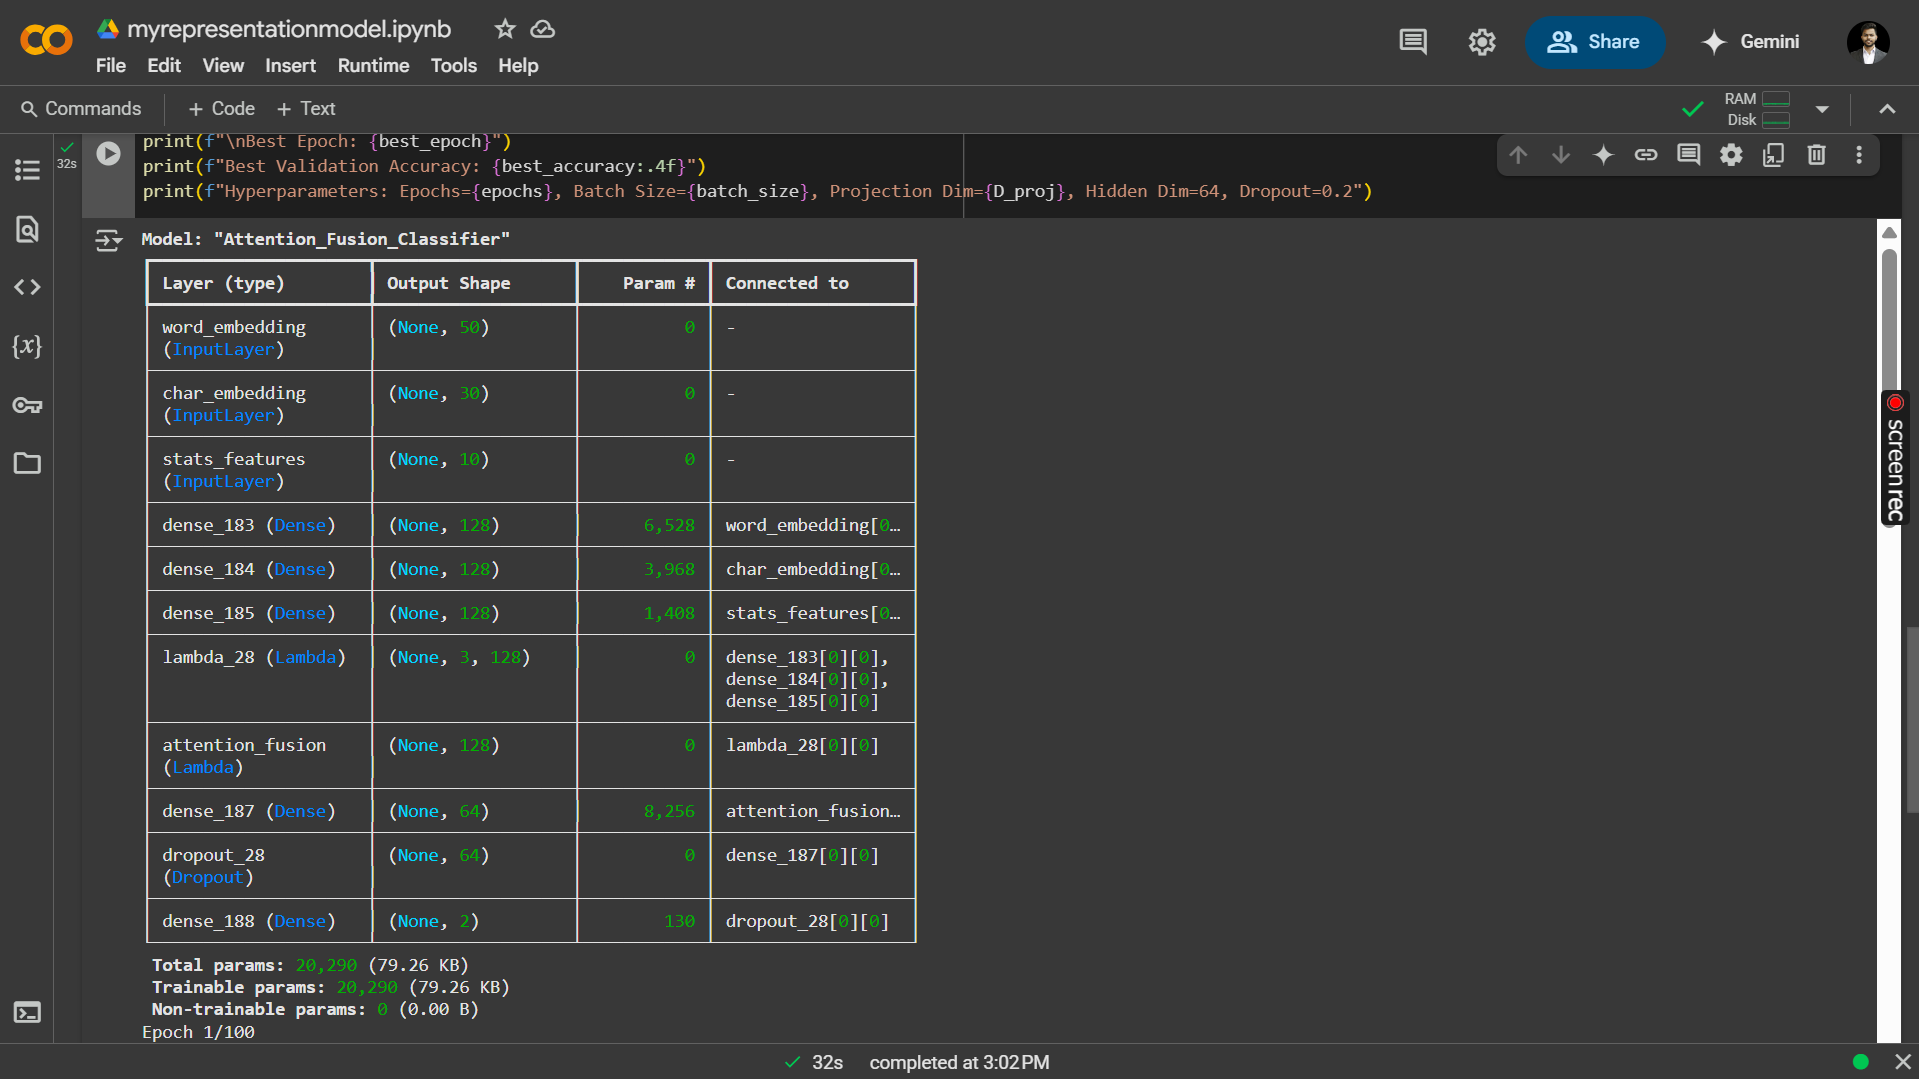 myrepresentationmodel.ipynb
Share
Gemini
File Edit View Insert Runtime Tools Help
Commands + Code + Text
RAM
Disk
32s
print(f"\nBest Epoch: {best_epoch}")
print(f"Best Validation Accuracy: {best_accuracy:.4f}")
print(f"Hyperparameters: Epochs={epochs}, Batch Size={batch_size}, Projection Dim={D_proj}, Hidden Dim=64, Dropout=0.2")
Model: "Attention_Fusion_Classifier"
Layer (type) Output Shape Param # Connected to
word_embedding (None, 50) 0 -
(InputLayer)
char_embedding (None, 30) 0 -
(InputLayer)
stats_features (None, 10) 0 -
(InputLayer)
dense_183 (Dense) (None, 128) 6,528 word_embedding[0…
dense_184 (Dense) (None, 128) 3,968 char_embedding[0…
dense_185 (Dense) (None, 128) 1,408 stats_features[0…
lambda_28 (Lambda) (None, 3, 128) 0 dense_183[0][0],
dense_184[0][0],
dense_185[0][0]
attention_fusion (None, 128) 0 lambda_28[0][0]
(Lambda)
dense_187 (Dense) (None, 64) 8,256 attention_fusion…
dropout_28 (None, 64) 0 dense_187[0][0]
(Dropout)
dense_188 (Dense) (None, 2) 130 dropout_28[0][0]
Total params: 20,290 (79.26 KB)
Trainable params: 20,290 (79.26 KB)
Non-trainable params: 0 (0.00 B)
Epoch 1/100
screenrec
32s completed at 3:02 PM